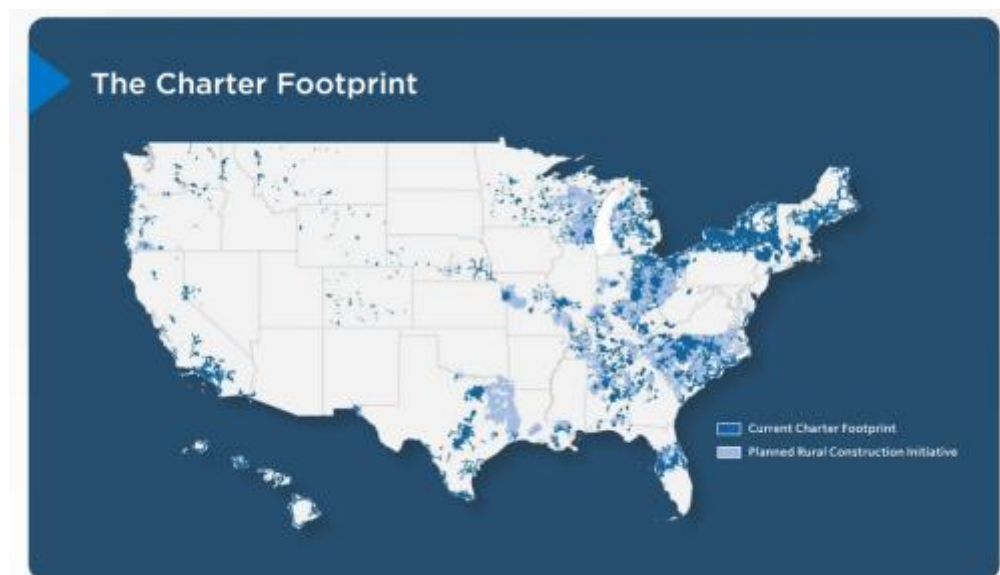 The Charter Footprint
Current Charter Footprint
Planned Rural Construction Initiative